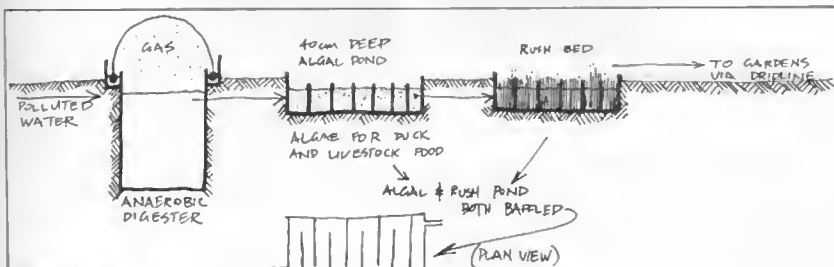 GAS
40cm DEEP
ALGAL POND
RUSH BED
TO GARDENS
VIA DRIPLINE
POLLUTED
WATER
ALGAE FOR DUCK
AND LIVESTOCK FOOD
ANAEROBIC
DIGESTER
ALGAL & RUSH POND
BOTH BAFFLED
(PLAN VIEW)